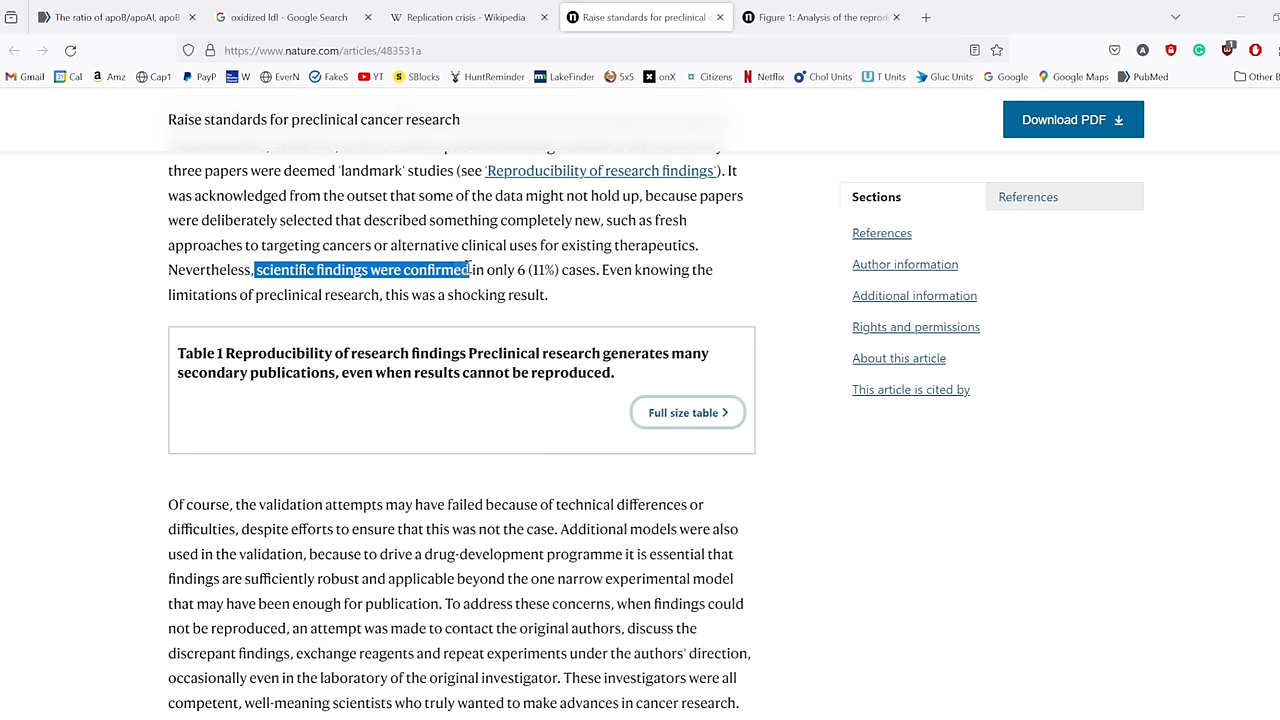 The ratio of apoB/apoAI, apoB
oxidized ldl - Google Search
Replication crisis - Wikipedia
Raise standards for preclinical c
Figure 1: Analysis of the reprod
https://www.nature.com/articles/483531a
Gmail Cal Amz Cap1 PayP W EverN FakeS YT SBlocks HuntReminder LakeFinder 5x5 onX Citizens Netflix Chol Units T Units Gluc Units Google Google Maps PubMed Other B
Raise standards for preclinical cancer research
Download PDF
three papers were deemed 'landmark' studies (see 'Reproducibility of research findings'). It
was acknowledged from the outset that some of the data might not hold up, because papers
were deliberately selected that described something completely new, such as fresh
approaches to targeting cancers or alternative clinical uses for existing therapeutics.
Nevertheless, scientific findings were confirmed in only 6 (11%) cases. Even knowing the
limitations of preclinical research, this was a shocking result.
Table 1 Reproducibility of research findings Preclinical research generates many
secondary publications, even when results cannot be reproduced.
Full size table
Of course, the validation attempts may have failed because of technical differences or
difficulties, despite efforts to ensure that this was not the case. Additional models were also
used in the validation, because to drive a drug-development programme it is essential that
findings are sufficiently robust and applicable beyond the one narrow experimental model
that may have been enough for publication. To address these concerns, when findings could
not be reproduced, an attempt was made to contact the original authors, discuss the
discrepant findings, exchange reagents and repeat experiments under the authors' direction,
occasionally even in the laboratory of the original investigator. These investigators were all
competent, well-meaning scientists who truly wanted to make advances in cancer research.
Sections
References
References
Author information
Additional information
Rights and permissions
About this article
This article is cited by